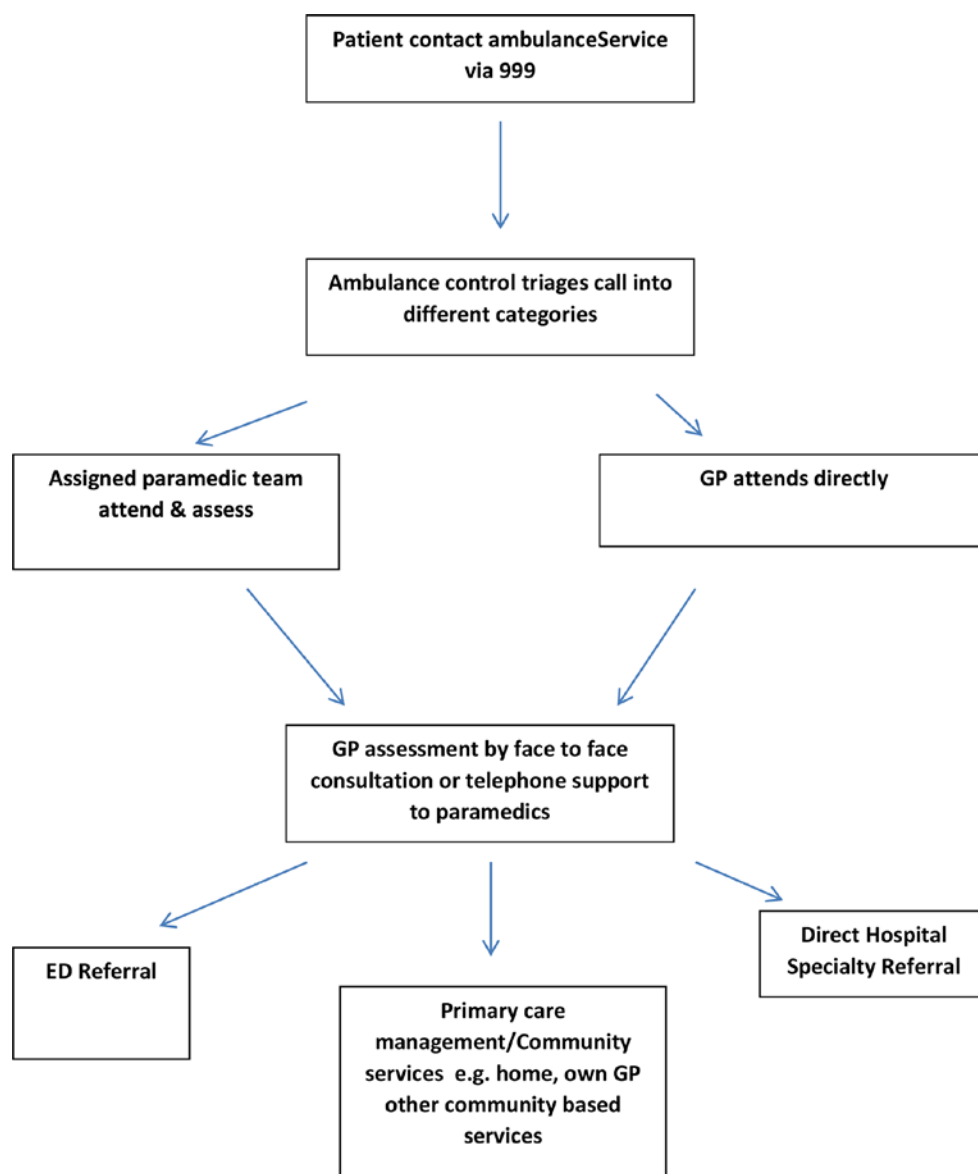 Patient contact ambulanceService
via 999
Ambulance control triages call into
different categories
Assigned paramedic team
attend & assess
GP attends directly
GP assessment by face to face
consultation or telephone support
to paramedics
ED Referral
Primary care
management/Community
services e.g. home, own GP
other community based
services
Direct Hospital
Specialty Referral